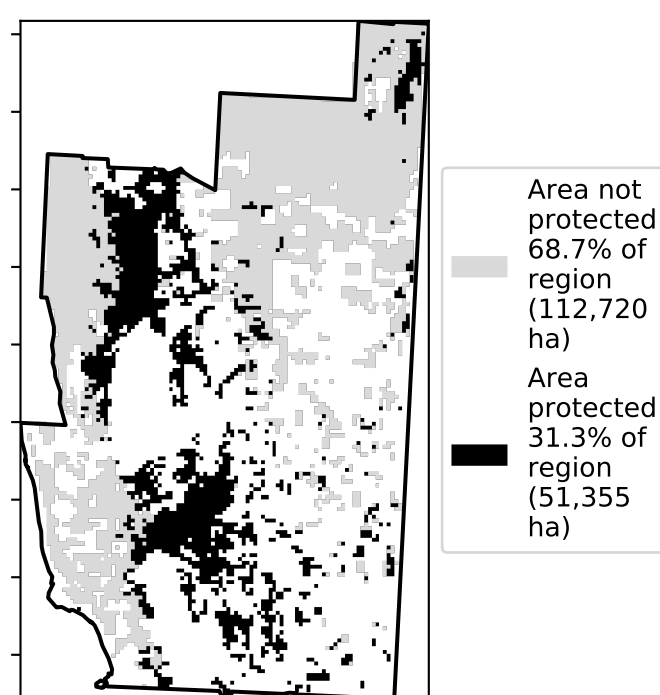 Area not
protected
68.7% of
region
(112,720
ha)
Area
protected
31.3% of
region
(51,355
ha)